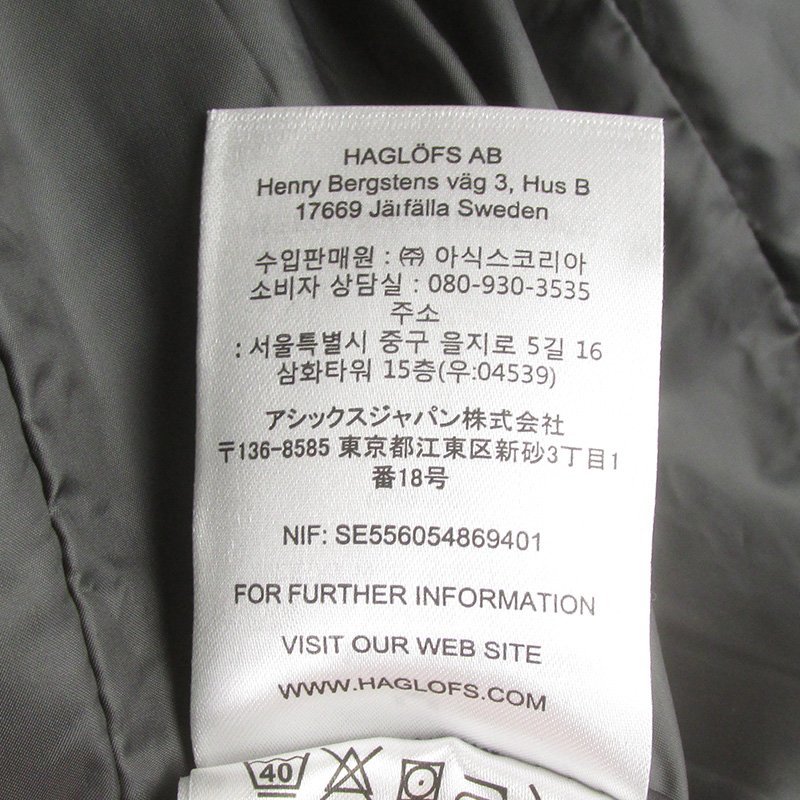 HAGLÖFS AB
Henry Bergstens väg 3, Hus B
17669 Järfälla Sweden
수입판매원 : ㈜ 아식스코리아
소비자 상담실 : 080-930-3535
주소
: 서울특별시 중구 을지로 5길 16
삼화타워 15층(우:04539)
アシックスジャパン株式会社
〒136-8585 東京都江東区新砂3丁目1
番18号
NIF: SE556054869401
FOR FURTHER INFORMATION
VISIT OUR WEB SITE
WWW.HAGLOFS.COM
40